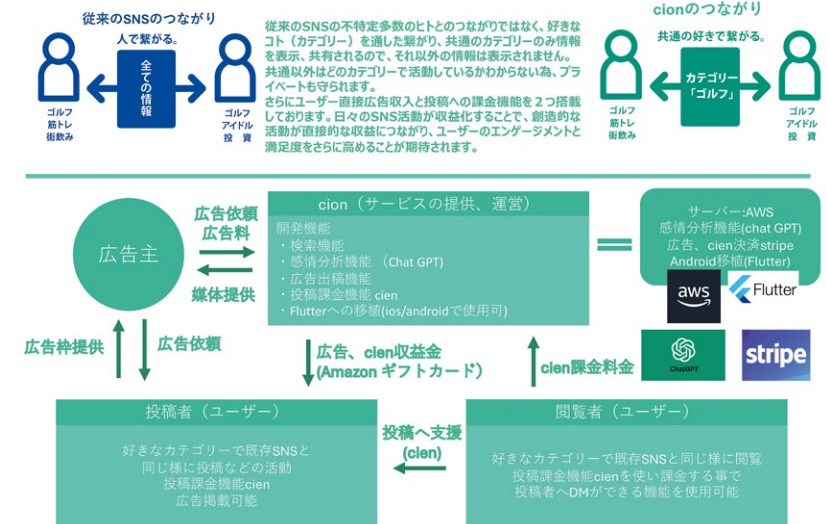 従来のSNSのつながり
人で繋がる。
全ての情報
ゴルフ
筋トレ
街飲み
ゴルフ
アイドル
投 資
従来のSNSの不特定多数のヒトとのつながりではなく、好きな
コト（カテゴリー）を通した繋がり、共通のカテゴリーのみ情報
を表示、共有されるので、それ以外の情報は表示されません。
共通以外はどのカテゴリーで活動しているかわからない為、プラ
イベートも守られます。
さらにユーザー直接広告収入と投稿への課金機能を２つ搭載
しております。日々のSNS活動が収益化することで、創造的な
活動が直接的な収益につながり、ユーザーのエンゲージメントと
満足度をさらに高めることが期待されます。
cionのつながり
共通の好きで繋がる。
カテゴリー
「ゴルフ」
ゴルフ
筋トレ
街飲み
ゴルフ
アイドル
投 資
広告主
広告依頼
広告料
媒体提供
cion（サービスの提供、運営）
開発機能
・検索機能
・感情分析機能 （Chat GPT)
・広告出稿機能
・投稿課金機能 cien
・Flutterへの移植(ios/androidで使用可)
サーバー:AWS
感情分析機能(chat GPT)
広告、cien決済stripe
Android移植(Flutter)
aws
Flutter
ChatGPT
stripe
広告枠提供
広告依頼
広告、cien収益金
(Amazon ギフトカード）
cien課金料金
投稿者（ユーザー）
好きなカテゴリーで既存SNSと
同じ様に投稿などの活動
投稿課金機能cien
広告掲載可能
投稿へ支援
(cien)
閲覧者（ユーザー）
好きなカテゴリーで既存SNSと同じ様に閲覧
投稿課金機能cienを使い課金する事で
投稿者へDMができる機能を使用可能